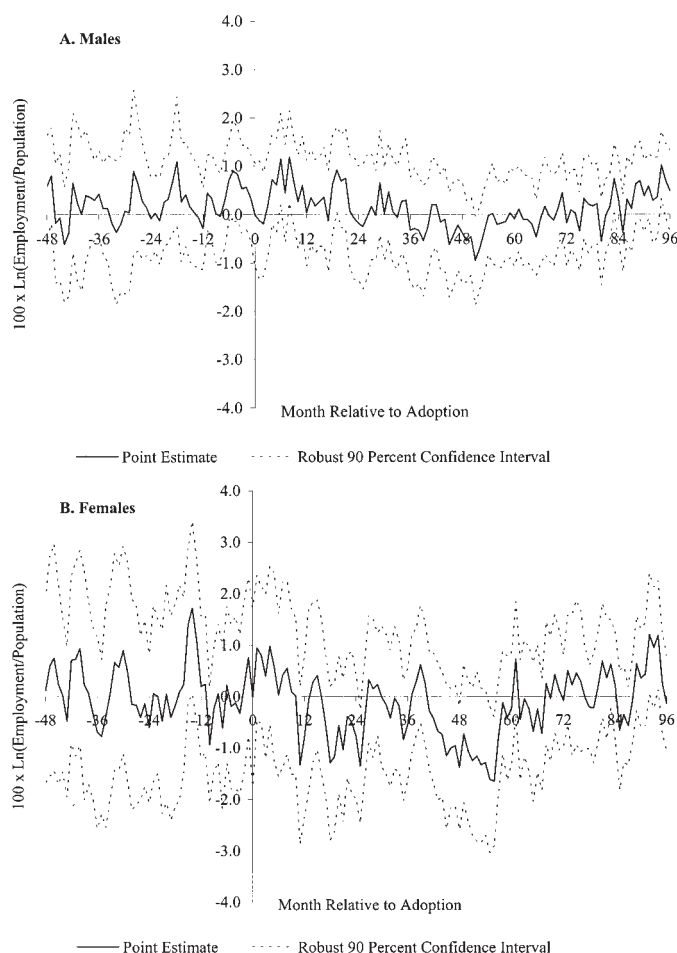 A. Males
4.0
3.0
2.0
1.0
0.0
-48 -36 -24 -12 0 12 24 36 48 60 72 84 96
-1.0
-2.0
-3.0
-4.0
100 x Ln(Employment/Population)
Month Relative to Adoption
Point Estimate Robust 90 Percent Confidence Interval
B. Females
4.0
3.0
2.0
1.0
0.0
-48 -36 -24 -12 0 12 24 36 48 60 72 84 96
-1.0
-2.0
-3.0
-4.0
100 x Ln(Employment/Population)
Month Relative to Adoption
Point Estimate Robust 90 Percent Confidence Interval